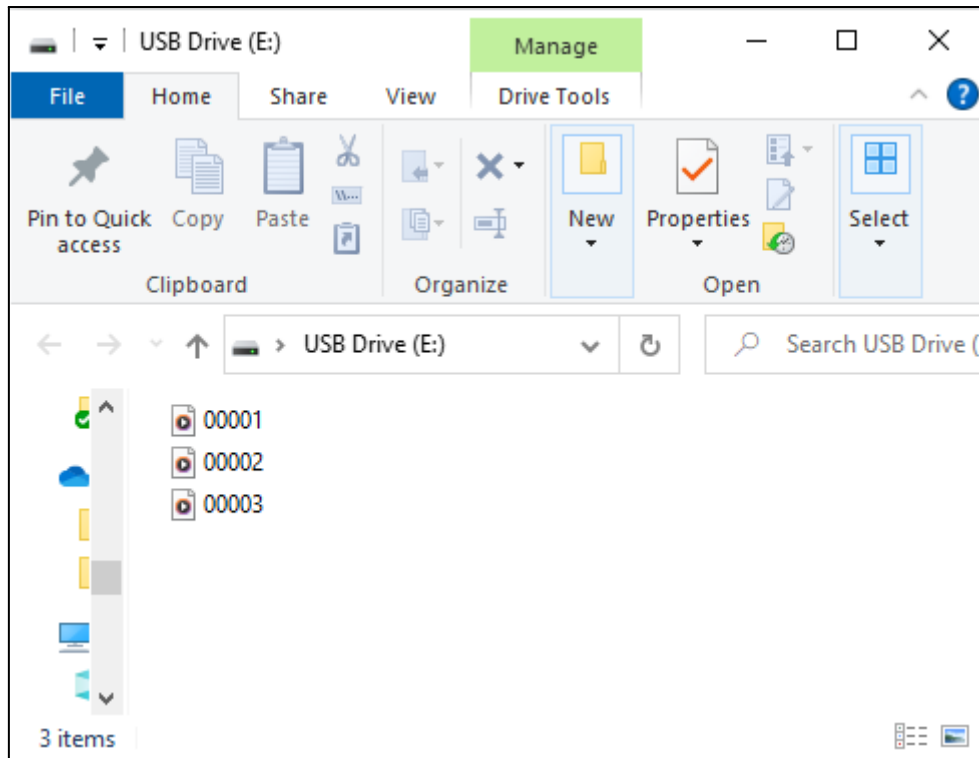 USB Drive (E:)
Manage
File Home Share View Drive Tools
?
Pin to Quick access
Copy
Paste
W...
New
Properties
Select
Clipboard Organize Open
USB Drive (E:)
Search USB Drive (
00001
00002
00003
3 items